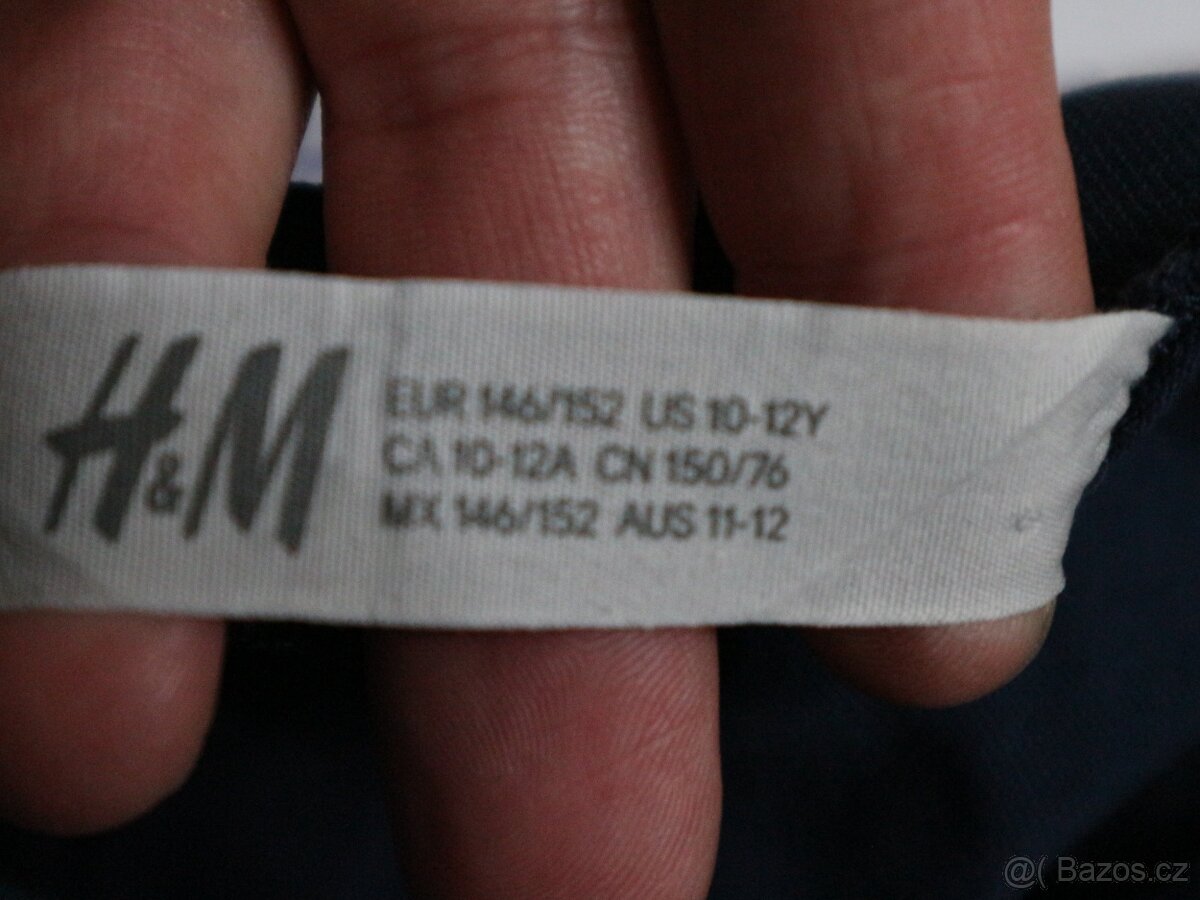 H&M
EUR 146/152 US 10-12Y
CA 10-12A CN 150/76
MX 146/152 AUS 11-12
@( Bazos.cz